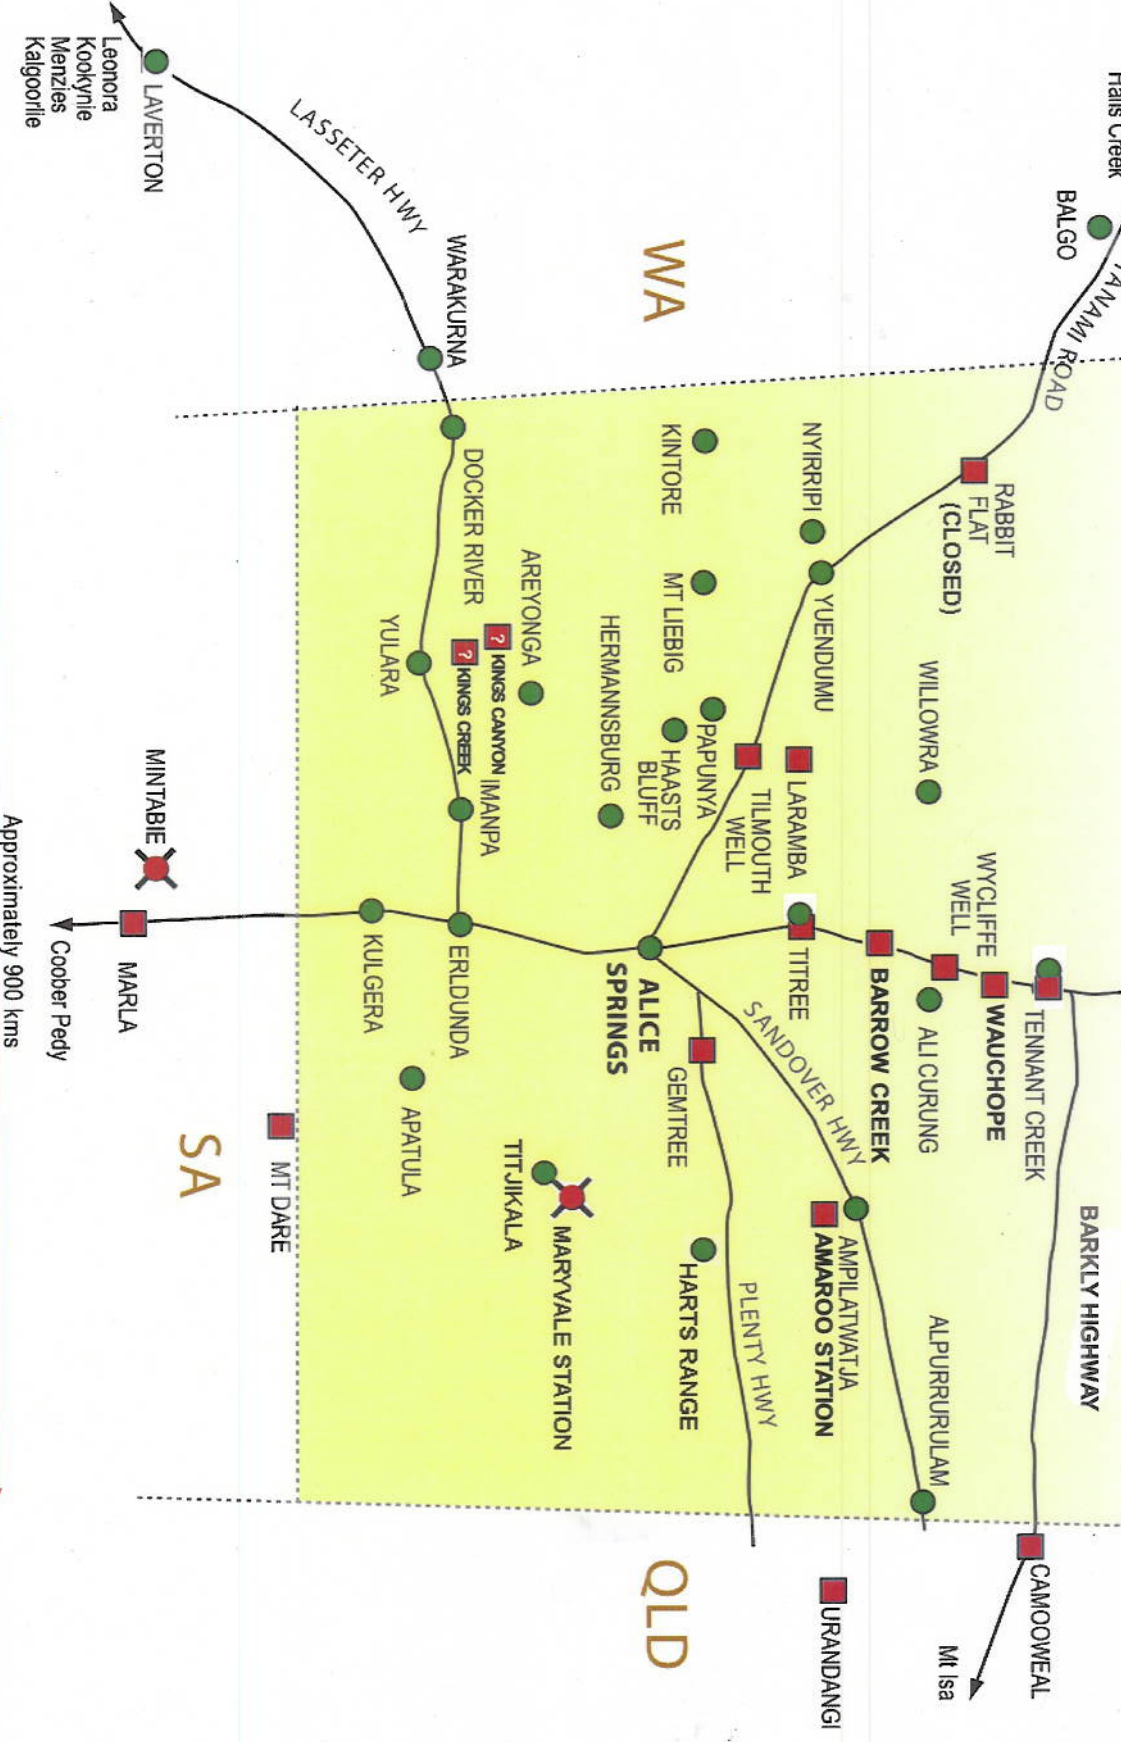 Halls Creek
BALGO
TANAMI ROAD
RABBIT
FLAT
(CLOSED)
WILLOWRA
WYCLIFFE
WELL
WAUCHOPE
TENNANT CREEK
ALI CURUNG
BARROW CREEK
BARKLY HIGHWAY
CAMOOWEAL
Mt Isa
URANDANGI
ALPURRURULAM
AMPILATWATJA
AMAROO STATION
SANDOVER HWY
TITREE
LARAMBA
TILMOUTH
WELL
YUENDUMU
NYIRRIPI
WA
KINTORE
MT LIEBIG
PAPUNYA
HAASTS
BLUFF
HERMANNSBURG
ALICE
SPRINGS
GEMTREE
HARTS RANGE
PLENTY HWY
QLD
AREYONGA
? KINGS CANYON
? KINGS CREEK
DOCKER RIVER
WARAKURNA
LASSETER HWY
LAVERTON
Leonora
Kookynie
Menzies
Kalgoorlie
YULARA
IMANPA
ERLDUNDA
KULGERA
APATULA
TITJIKALA
MARYVALE STATION
MT DARE
SA
MINTABIE
MARLA
Coober Pedy
Approximately 900 kms